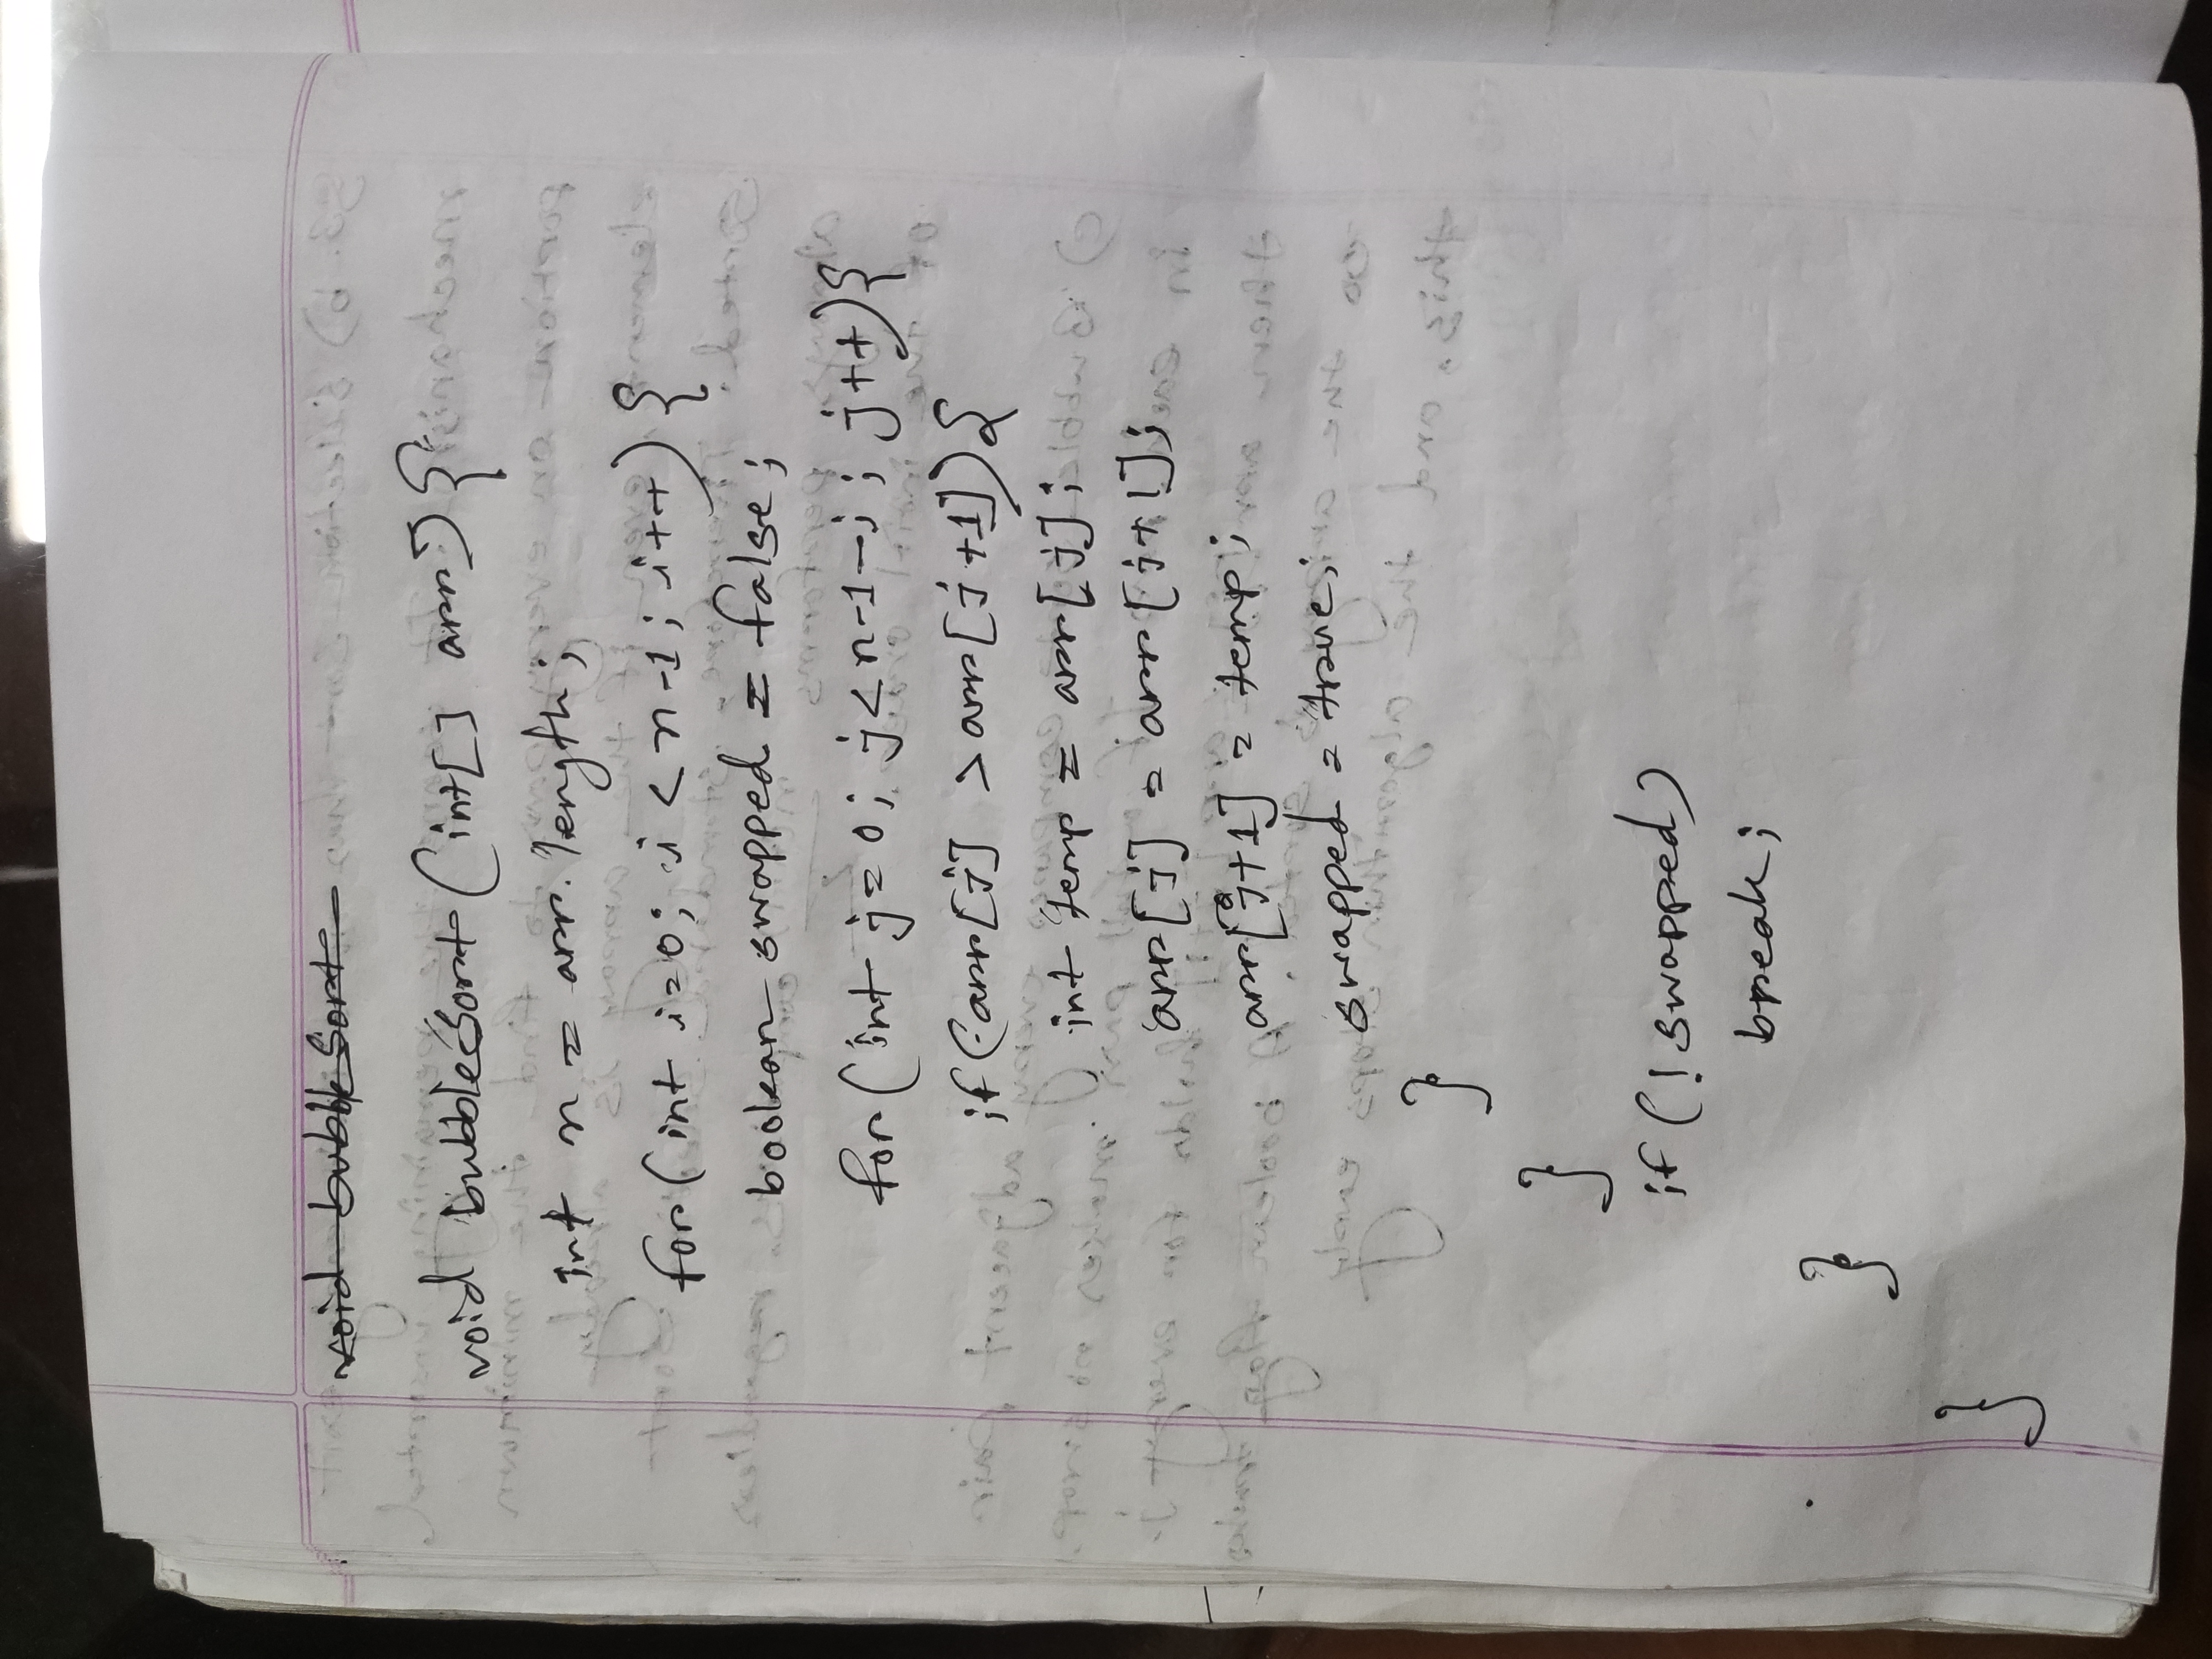 void bubbleSort
void bubbleSort (int[] arr) {
int n = arr.length;
for(int i=0; i<n-1; i++) {
boolean swapped = false;
for(int j=0; j<n-1-i; j++){
if(arr[j] > arr[j+1]){
int temp = arr[j];
arr[j] = arr[j+1];
arr[j+1] = temp;
swapped = true;
}
}
if(!swapped)
break;
}
}